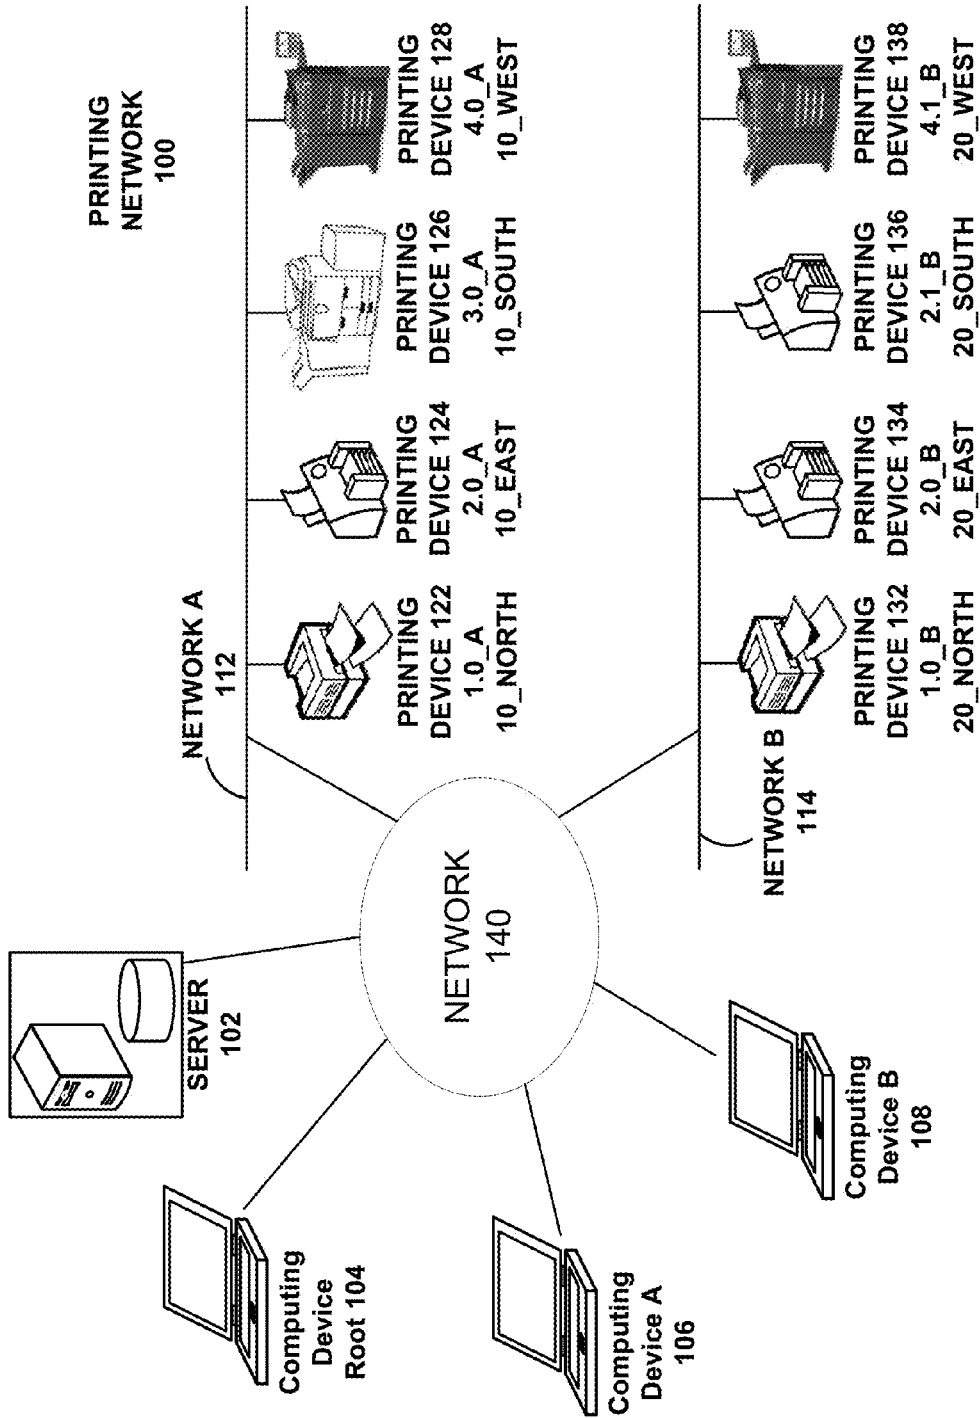 PRINTING
NETWORK
100
SERVER
102
Computing
Device
Root 104
Computing
Device A
106
Computing
Device B
108
NETWORK
140
NETWORK A
112
PRINTING
DEVICE 122
1.0_A
10_NORTH
PRINTING
DEVICE 124
2.0_A
10_EAST
PRINTING
DEVICE 126
3.0_A
10_SOUTH
PRINTING
DEVICE 128
4.0_A
10_WEST
NETWORK B
114
PRINTING
DEVICE 132
1.0_B
20_NORTH
PRINTING
DEVICE 134
2.0_B
20_EAST
PRINTING
DEVICE 136
2.1_B
20_SOUTH
PRINTING
DEVICE 138
4.1_B
20_WEST